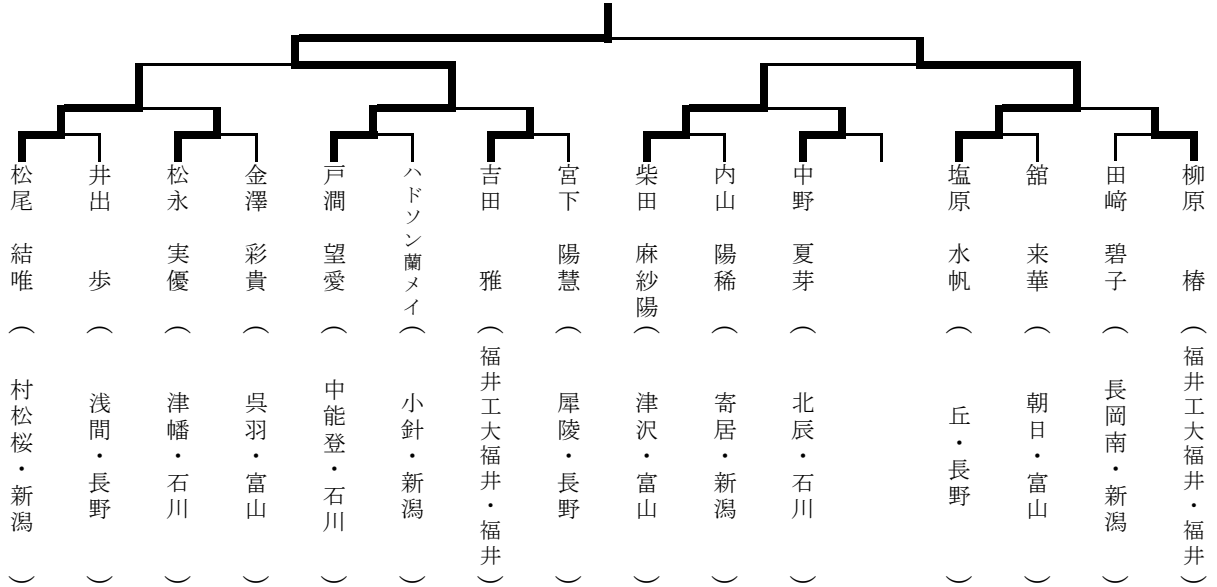 松尾 結唯 （ 村松桜・新潟 ）
井出 歩 （ 浅間・長野 ）
松永 実優 （ 津幡・石川 ）
金澤 彩貴 （ 呉羽・富山 ）
戸澗 望愛 （ 中能登・石川 ）
ハドソン蘭メイ （ 小針・新潟 ）
吉田 雅 （ 福井工大福井・福井 ）
宮下 陽慧 （ 犀陵・長野 ）
柴田 麻紗陽 （ 津沢・富山 ）
内山 陽稀 （ 寄居・新潟 ）
中野 夏芽 （ 北辰・石川 ）
塩原 水帆 （ 丘・長野 ）
舘 来華 （ 朝日・富山 ）
田﨑 碧子 （ 長岡南・新潟 ）
柳原 椿 （ 福井工大福井・福井 ）